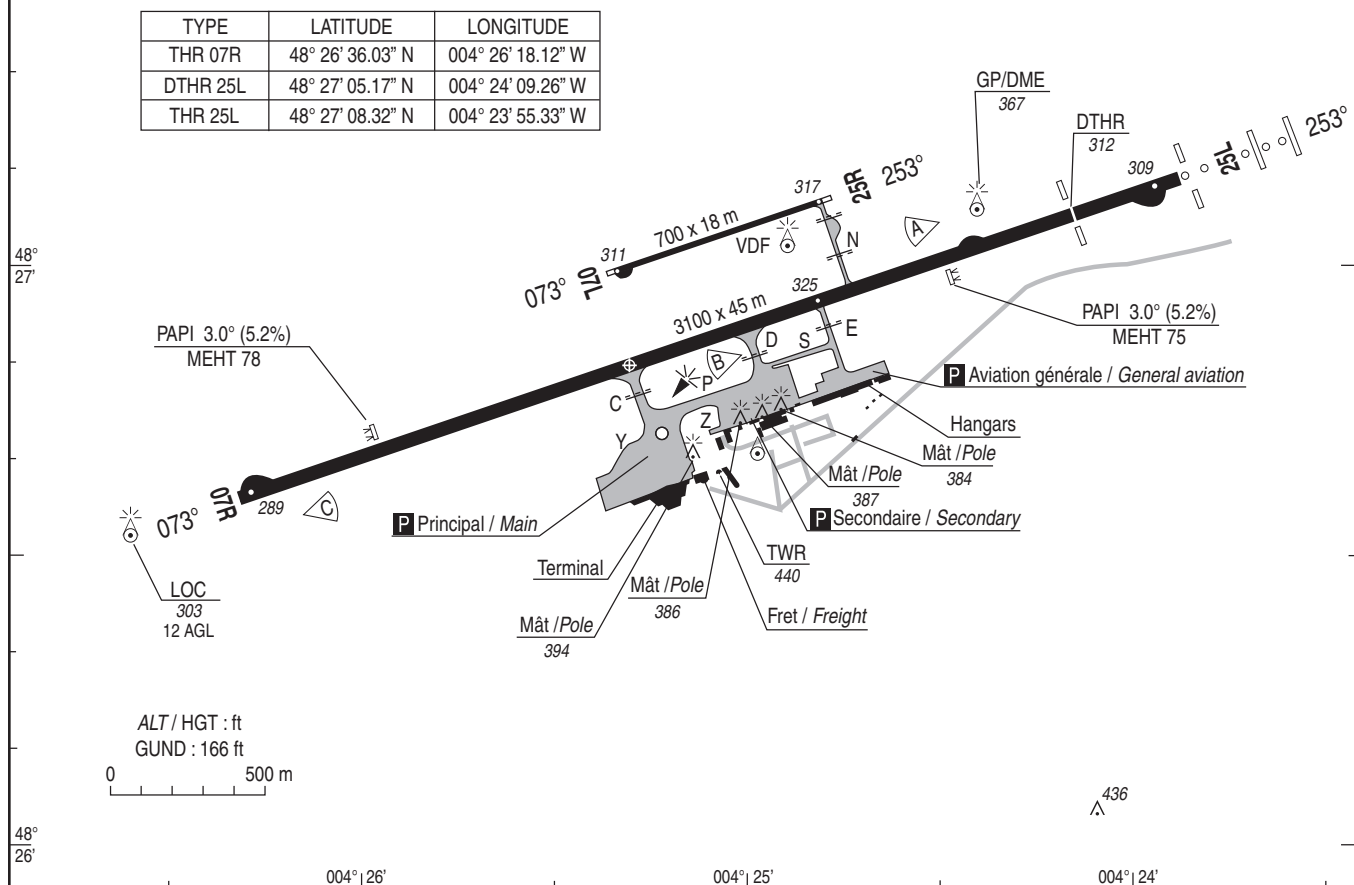 TYPE LATITUDE LONGITUDE
THR 07R 48° 26’ 36.03” N 004° 26’ 18.12” W
DTHR 25L 48° 27’ 05.17” N 004° 24’ 09.26” W
THR 25L 48° 27’ 08.32” N 004° 23’ 55.33” W
GP/DME
367
DTHR
312
309
25L
253°
317
25R
253°
700 x 18 m
VDF
A
N
311
07L
073°
48°
27’
325
3100 x 45 m
PAPI 3.0° (5.2%)
MEHT 78
PAPI 3.0° (5.2%)
MEHT 75
D
S
E
B
P
C
P Aviation générale / General aviation
Z
Y
Hangars
Mât /Pole
384
Mât /Pole
387
07R
289
C
073°
P Principal / Main
P Secondaire / Secondary
TWR
440
Terminal
Mât /Pole
386
Fret / Freight
Mât /Pole
394
LOC
303
12 AGL
ALT / HGT : ft
GUND : 166 ft
0 500 m
436
48°
26’
004° 26’
004° 25’
004° 24’